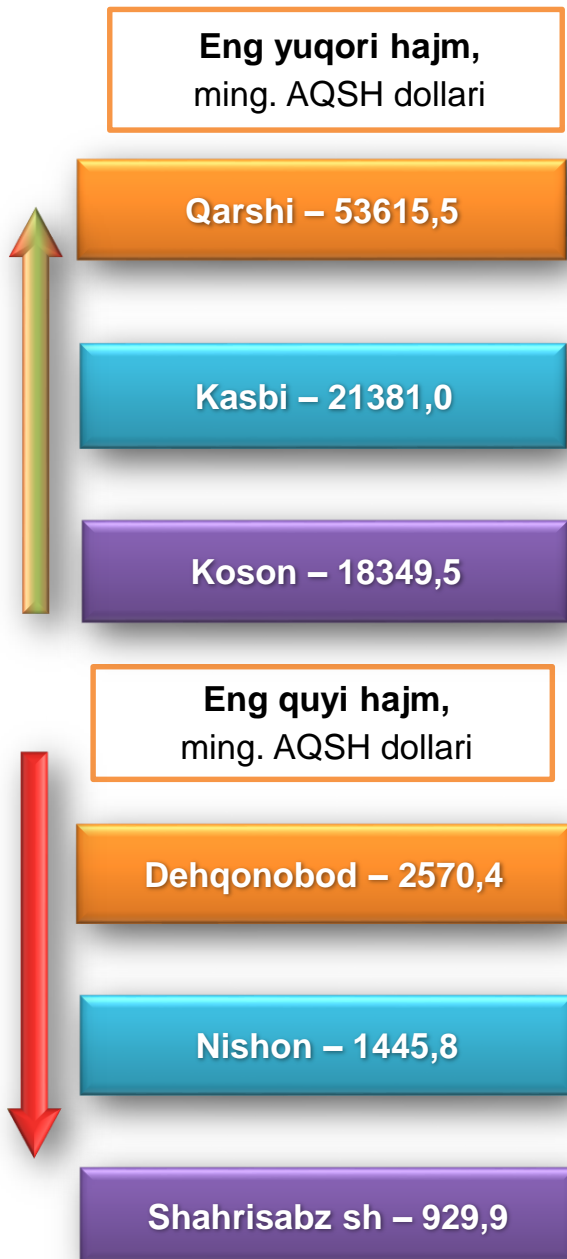 Eng yuqori hajm,
ming. AQSH dollari
Qarshi – 53615,5
Kasbi – 21381,0
Koson – 18349,5
Eng quyi hajm,
ming. AQSH dollari
Dehqonobod – 2570,4
Nishon – 1445,8
Shahrisabz sh – 929,9